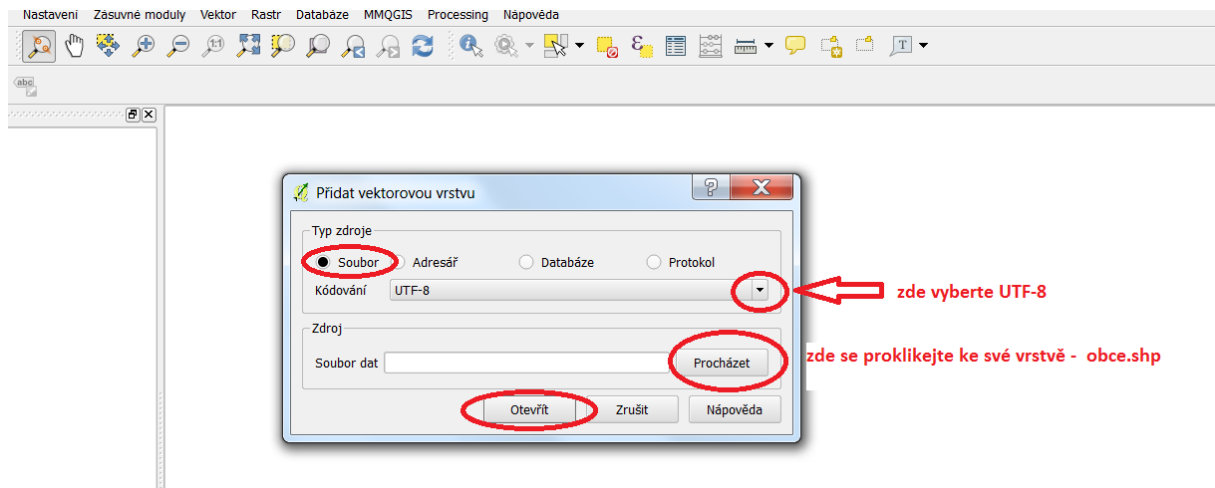 Nastavení Zásuvné moduly Vektor Rastr Databáze MMQGIS Processing Nápověda
1:1 ε T
abc
Přidat vektorovou vrstvu
Typ zdroje
Soubor Adresář Databáze Protokol
Kódování UTF-8
zde vyberte UTF-8
Zdroj
Soubor dat Procházet
zde se proklikejte ke své vrstvě - obce.shp
Otevřít Zrušit Nápověda